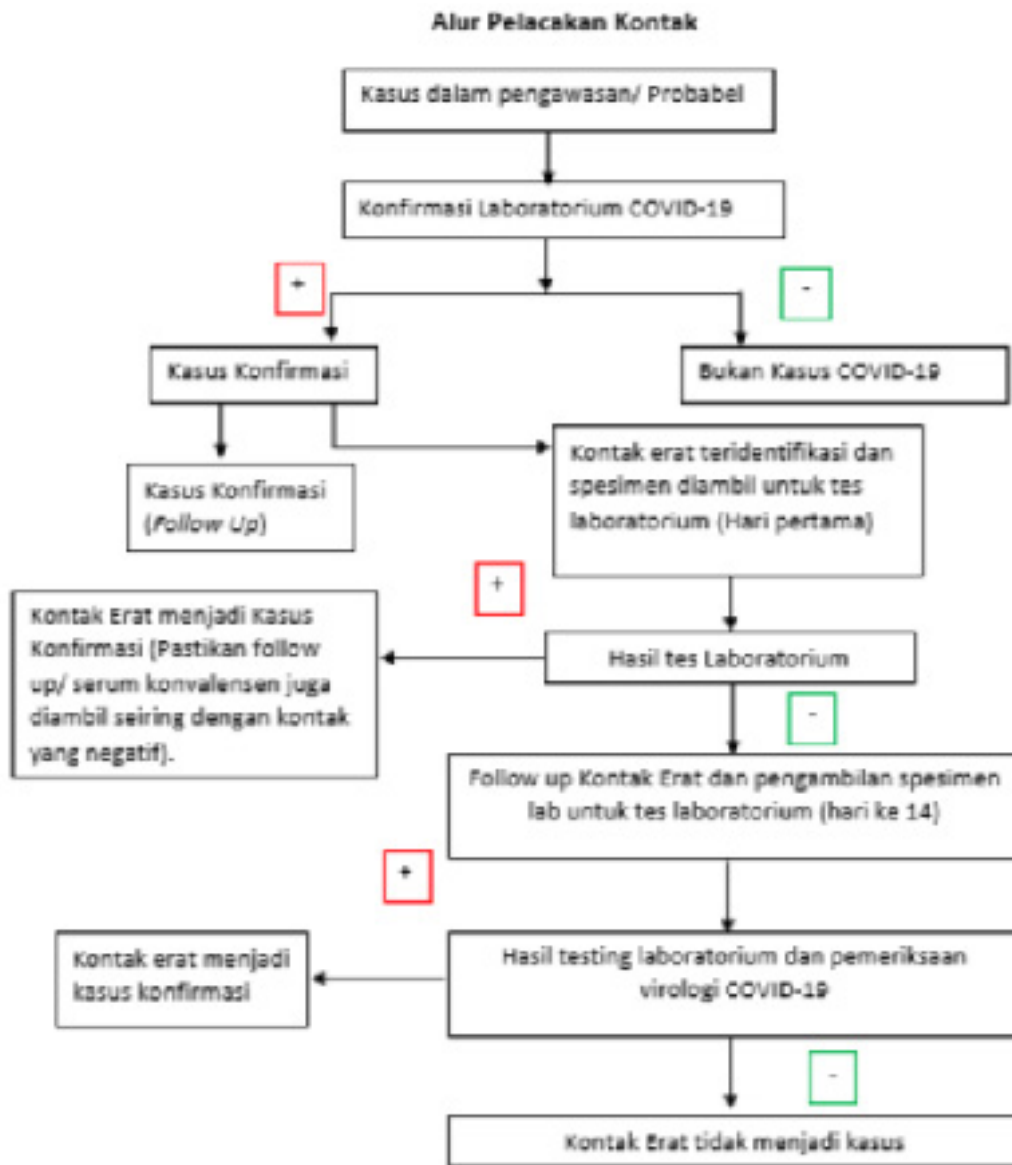 Alur Pelacakan Kontak
Kasus dalam pengawasan/ Probabel
Konfirmasi Laboratorium COVID-19
+
-
Kasus Konfirmasi
Bukan Kasus COVID-19
Kasus Konfirmasi
(Follow Up)
Kontak erat teridentifikasi dan
spesimen diambil untuk tes
laboratorium (Hari pertama)
+
Kontak Erat menjadi Kasus
Konfirmasi (Pastikan follow
up/ serum konvalensen juga
diambil seiring dengan kontak
yang negatif).
Hasil tes Laboratorium
-
Follow up Kontak Erat dan pengambilan spesimen
lab untuk tes laboratorium (hari ke 14)
+
Kontak erat menjadi
kasus konfirmasi
Hasil testing laboratorium dan pemeriksaan
virologi COVID-19
-
Kontak Erat tidak menjadi kasus